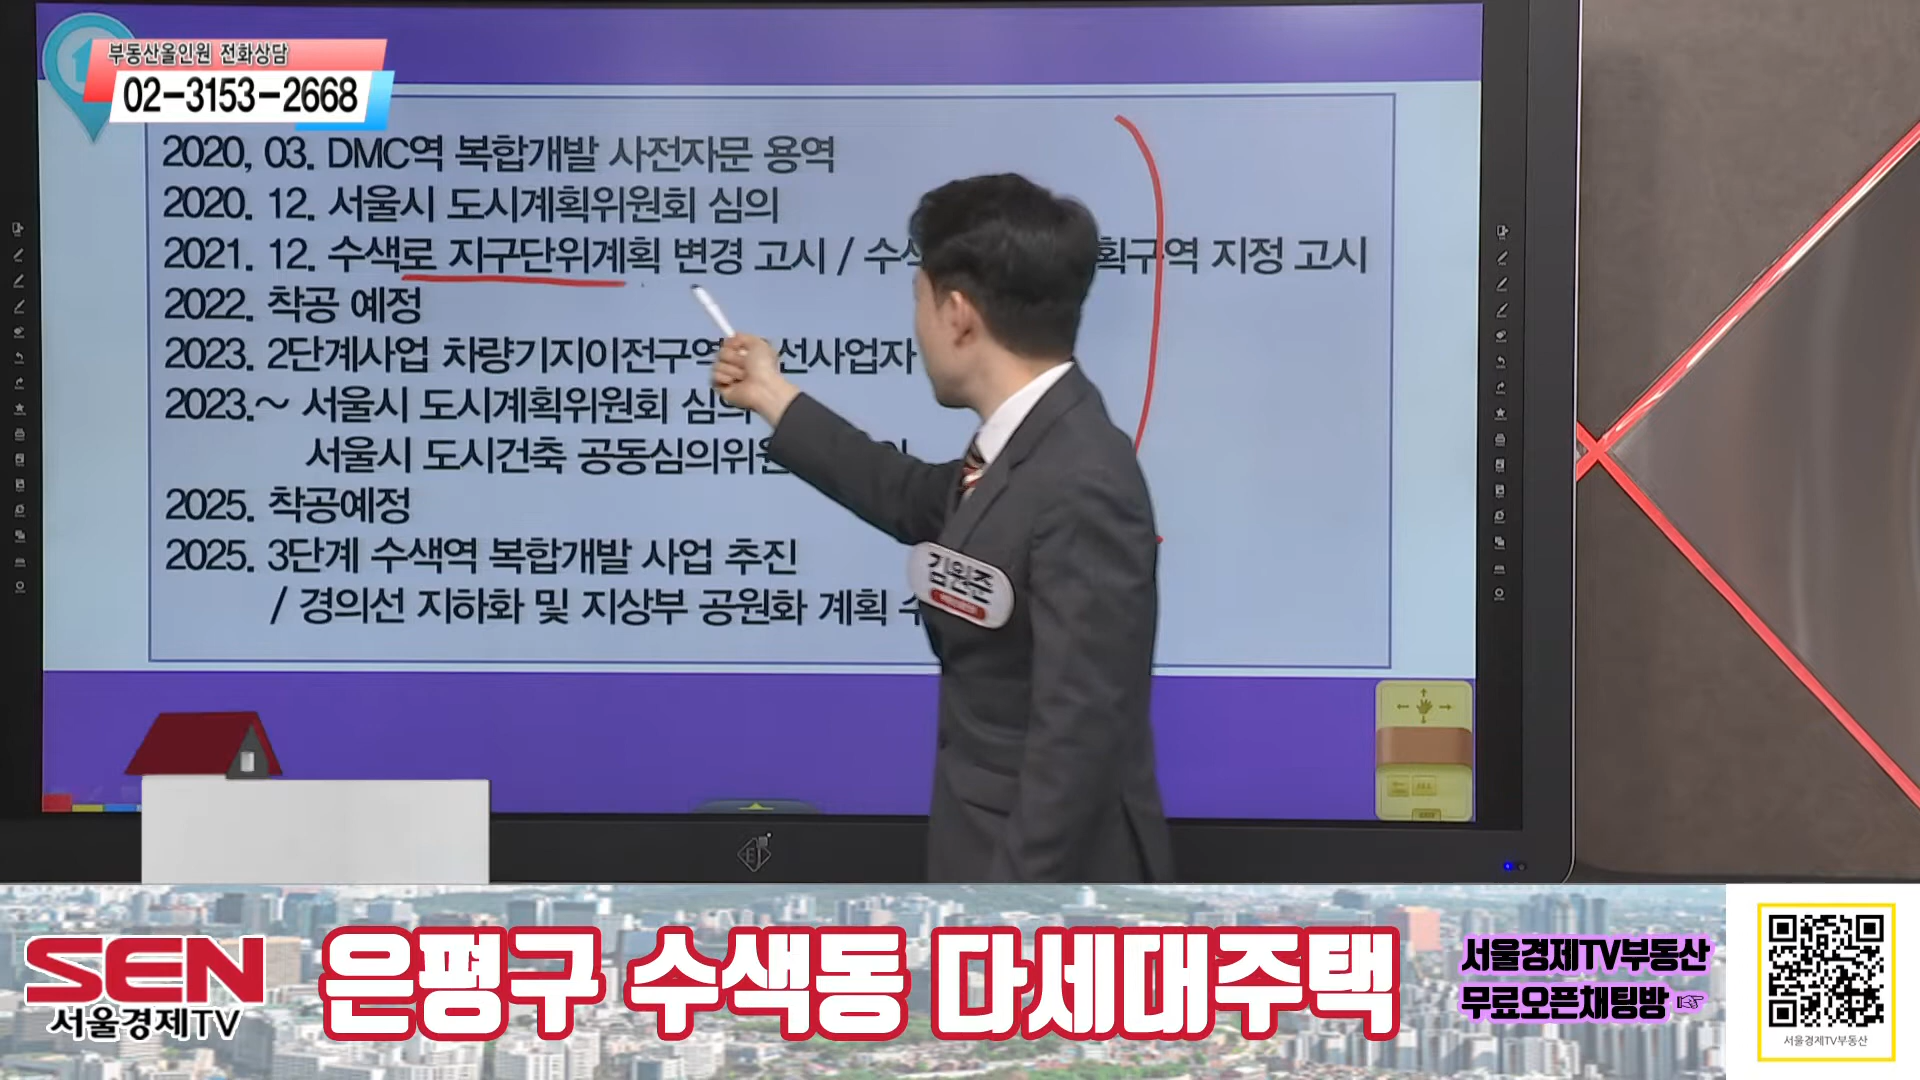 부동산올인원 전화상담
02-3153-2668
2020, 03. DMC역 복합개발 사전자문 용역
2020. 12. 서울시 도시계획위원회 심의
2021. 12. 수색로 지구단위계획 변경 고시 / 수색 획구역 지정 고시
2022. 착공 예정
2023. 2단계사업 차량기지이전구역 선사업자
2023.~ 서울시 도시계획위원회 심의
서울시 도시건축 공동심의위원
2025. 착공예정
2025. 3단계 수색역 복합개발 사업 추진
/ 경의선 지하화 및 지상부 공원화 계획
김원준
SEN
서울경제TV
은평구 수색동 다세대주택
서울경제TV부동산
무료오픈채팅방 ☞
서울경제TV부동산